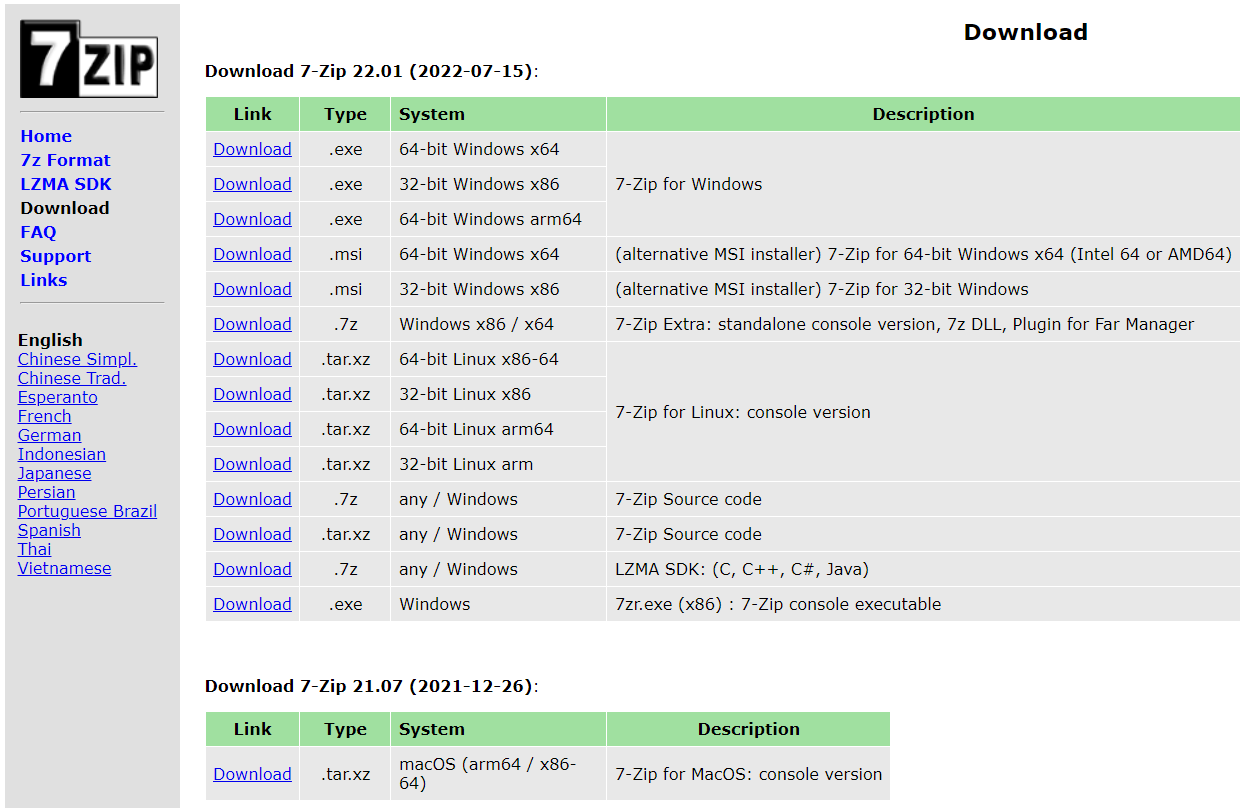 7ZIP
Home
7z Format
LZMA SDK
Download
FAQ
Support
Links
English
Chinese Simpl.
Chinese Trad.
Esperanto
French
German
Indonesian
Japanese
Persian
Portuguese Brazil
Spanish
Thai
Vietnamese
Download
Download 7-Zip 22.01 (2022-07-15):
Link Type System Description
Download .exe 64-bit Windows x64
Download .exe 32-bit Windows x86 7-Zip for Windows
Download .exe 64-bit Windows arm64
Download .msi 64-bit Windows x64 (alternative MSI installer) 7-Zip for 64-bit Windows x64 (Intel 64 or AMD64)
Download .msi 32-bit Windows x86 (alternative MSI installer) 7-Zip for 32-bit Windows
Download .7z Windows x86 / x64 7-Zip Extra: standalone console version, 7z DLL, Plugin for Far Manager
Download .tar.xz 64-bit Linux x86-64
Download .tar.xz 32-bit Linux x86
7-Zip for Linux: console version
Download .tar.xz 64-bit Linux arm64
Download .tar.xz 32-bit Linux arm
Download .7z any / Windows 7-Zip Source code
Download .tar.xz any / Windows 7-Zip Source code
Download .7z any / Windows LZMA SDK: (C, C++, C#, Java)
Download .exe Windows 7zr.exe (x86) : 7-Zip console executable
Download 7-Zip 21.07 (2021-12-26):
Link Type System Description
Download .tar.xz macOS (arm64 / x86-
64) 7-Zip for MacOS: console version